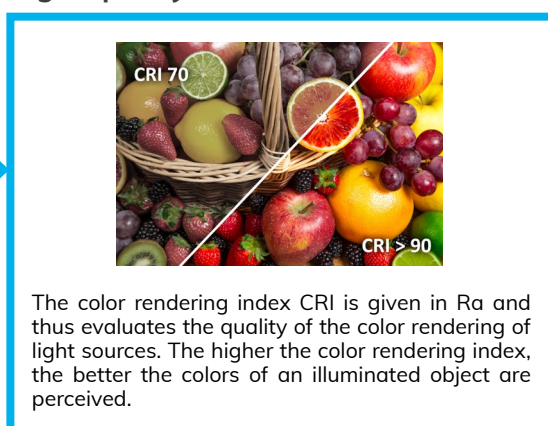 CRI 70
CRI > 90
The color rendering index CRI is given in Ra and
thus evaluates the quality of the color rendering of
light sources. The higher the color rendering index,
the better the colors of an illuminated object are
perceived.